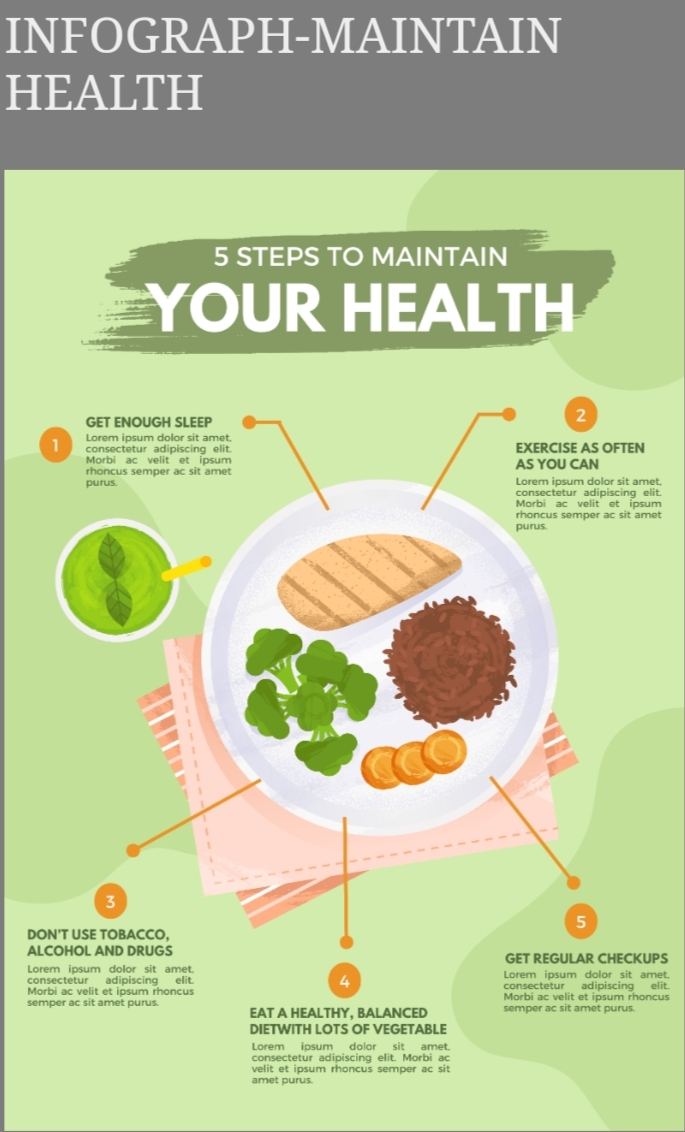 INFOGRAPH-MAINTAIN
HEALTH
5 STEPS TO MAINTAIN
YOUR HEALTH
1
GET ENOUGH SLEEP
Lorem ipsum dolor sit amet,
consectetur adipiscing elit.
Morbi ac velit et ipsum
rhoncus semper ac sit amet
purus.
2
EXERCISE AS OFTEN
AS YOU CAN
Lorem ipsum dolor sit amet,
consectetur adipiscing elit.
Morbi ac velit et ipsum
rhoncus semper ac sit amet
purus.
3
DON'T USE TOBACCO,
ALCOHOL AND DRUGS
Lorem ipsum dolor sit amet,
consectetur adipiscing elit.
Morbi ac velit et ipsum rhoncus
semper ac sit amet purus.
4
EAT A HEALTHY, BALANCED
DIETWITH LOTS OF VEGETABLE
Lorem ipsum dolor sit amet,
consectetur adipiscing elit. Morbi ac
velit et ipsum rhoncus semper ac sit
amet purus.
5
GET REGULAR CHECKUPS
Lorem ipsum dolor sit amet,
consectetur adipiscing elit.
Morbi ac velit et ipsum rhoncus
semper ac sit amet purus.